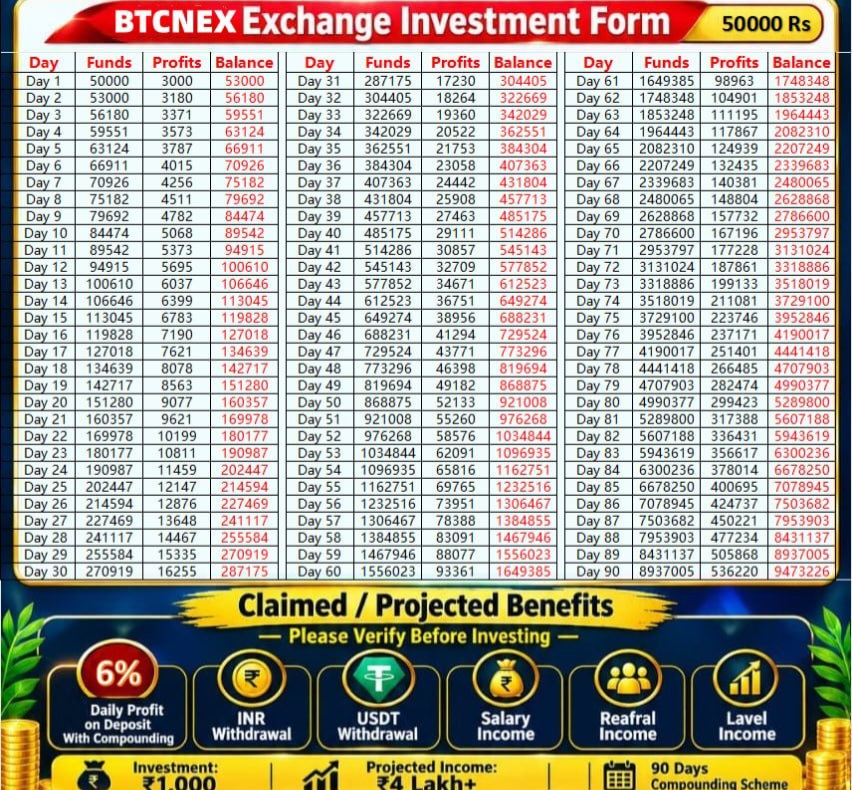 BTCNEX Exchange Investment Form 50000 Rs
Day Funds Profits Balance Day Funds Profits Balance Day Funds Profits Balance
Day 1 50000 3000 53000 Day 31 287175 17230 304405 Day 61 1649385 98963 1748348
Day 2 53000 3180 56180 Day 32 304405 18264 322669 Day 62 1748348 104901 1853248
Day 3 56180 3371 59551 Day 33 322669 19360 342029 Day 63 1853248 111195 1964443
Day 4 59551 3573 63124 Day 34 342029 20522 362551 Day 64 1964443 117867 2082310
Day 5 63124 3787 66911 Day 35 362551 21753 384304 Day 65 2082310 124939 2207249
Day 6 66911 4015 70926 Day 36 384304 23058 407363 Day 66 2207249 132435 2339683
Day 7 70926 4256 75182 Day 37 407363 24442 431804 Day 67 2339683 140381 2480065
Day 8 75182 4511 79692 Day 38 431804 25908 457713 Day 68 2480065 148804 2628868
Day 9 79692 4782 84474 Day 39 457713 27463 485175 Day 69 2628868 157732 2786600
Day 10 84474 5068 89542 Day 40 485175 29111 514286 Day 70 2786600 167196 2953797
Day 11 89542 5373 94915 Day 41 514286 30857 545143 Day 71 2953797 177228 3131024
Day 12 94915 5695 100610 Day 42 545143 32709 577852 Day 72 3131024 187861 3318886
Day 13 100610 6037 106646 Day 43 577852 34671 612523 Day 73 3318886 199133 3518019
Day 14 106646 6399 113045 Day 44 612523 36751 649274 Day 74 3518019 211081 3729100
Day 15 113045 6783 119828 Day 45 649274 38956 688231 Day 75 3729100 223746 3952846
Day 16 119828 7190 127018 Day 46 688231 41294 729524 Day 76 3952846 237171 4190017
Day 17 127018 7621 134639 Day 47 729524 43771 773296 Day 77 4190017 251401 4441418
Day 18 134639 8078 142717 Day 48 773296 46398 819694 Day 78 4441418 266485 4707903
Day 19 142717 8563 151280 Day 49 819694 49182 868875 Day 79 4707903 282474 4990377
Day 20 151280 9077 160357 Day 50 868875 52133 921008 Day 80 4990377 299423 5289800
Day 21 160357 9621 169978 Day 51 921008 55260 976268 Day 81 5289800 317388 5607188
Day 22 169978 10199 180177 Day 52 976268 58576 1034844 Day 82 5607188 336431 5943619
Day 23 180177 10811 190987 Day 53 1034844 62091 1096935 Day 83 5943619 356617 6300236
Day 24 190987 11459 202447 Day 54 1096935 65816 1162751 Day 84 6300236 378014 6678250
Day 25 202447 12147 214594 Day 55 1162751 69765 1232516 Day 85 6678250 400695 7078945
Day 26 214594 12876 227469 Day 56 1232516 73951 1306467 Day 86 7078945 424737 7503682
Day 27 227469 13648 241117 Day 57 1306467 78388 1384855 Day 87 7503682 450221 7953903
Day 28 241117 14467 255584 Day 58 1384855 83091 1467946 Day 88 7953903 477234 8431137
Day 29 255584 15335 270919 Day 59 1467946 88077 1556023 Day 89 8431137 505868 8937005
Day 30 270919 16255 287175 Day 60 1556023 93361 1649385 Day 90 8937005 536220 9473226
Claimed / Projected Benefits
Please Verify Before Investing
6%
Daily Profit
on Deposit
With Compounding
₹
INR
Withdrawal
USDT
Withdrawal
₹
Salary
Income
Reafral
Income
Lavel
Income
₹
Investment:
₹1,000
Projected Income:
₹4 Lakh+
90 Days
Compounding Scheme